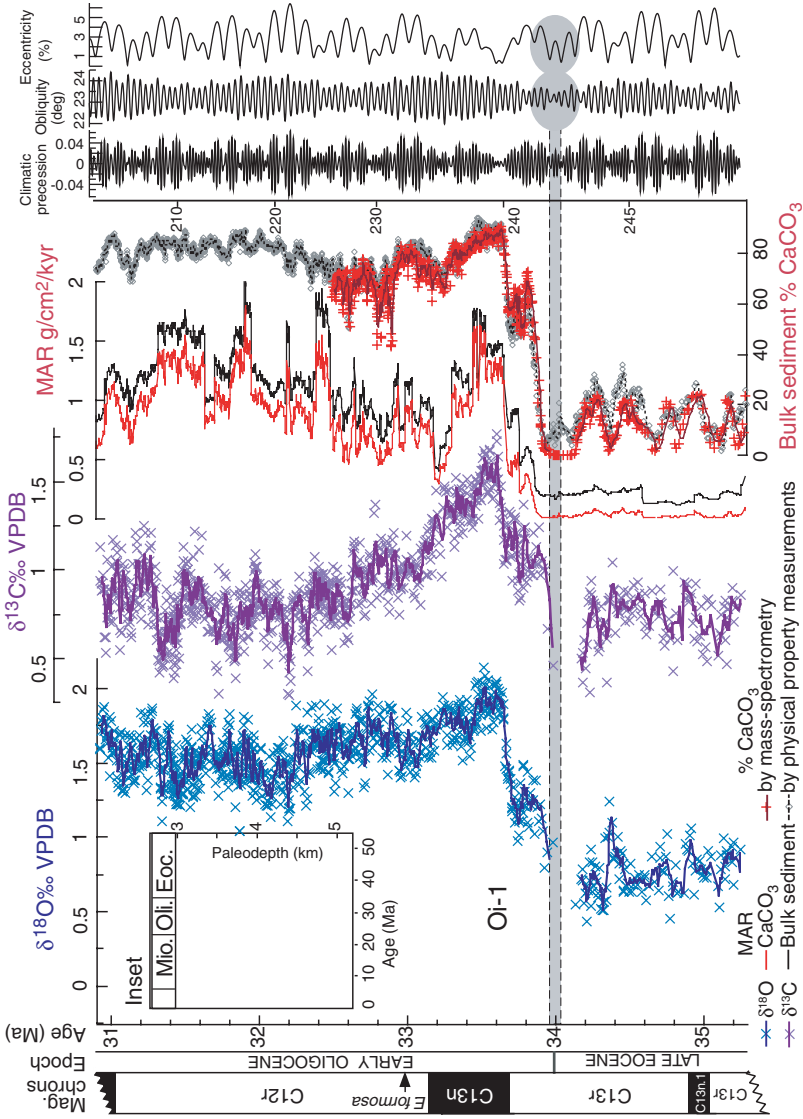 Mag. chrons
Epoch
Age (Ma)
C12r
C13n
C13r
C13n.1
C13r
E formosa
EARLY OLIGOCENE
LATE EOCENE
31
32
33
34
35
δ18O‰ VPDB
0
0.5
1
1.5
2
δ13C‰ VPDB
0.5
1
1.5
MAR g/cm2/kyr
0
0.5
1
1.5
2
Bulk sediment % CaCO3
0
20
40
60
80
210
220
230
240
245
Climatic precession
-0.04
0
0.04
Obliquity (deg)
22 23 24
Eccentricity (%)
1
3
5
Inset
Mio. Oli. Eoc.
Paleodepth (km)
3
4
5
Age (Ma)
0 10 20 30 40 50
Oi-1
δ18O
δ13C
MAR
CaCO3
Bulk sediment
% CaCO3
by mass-spectrometry
by physical property measurements